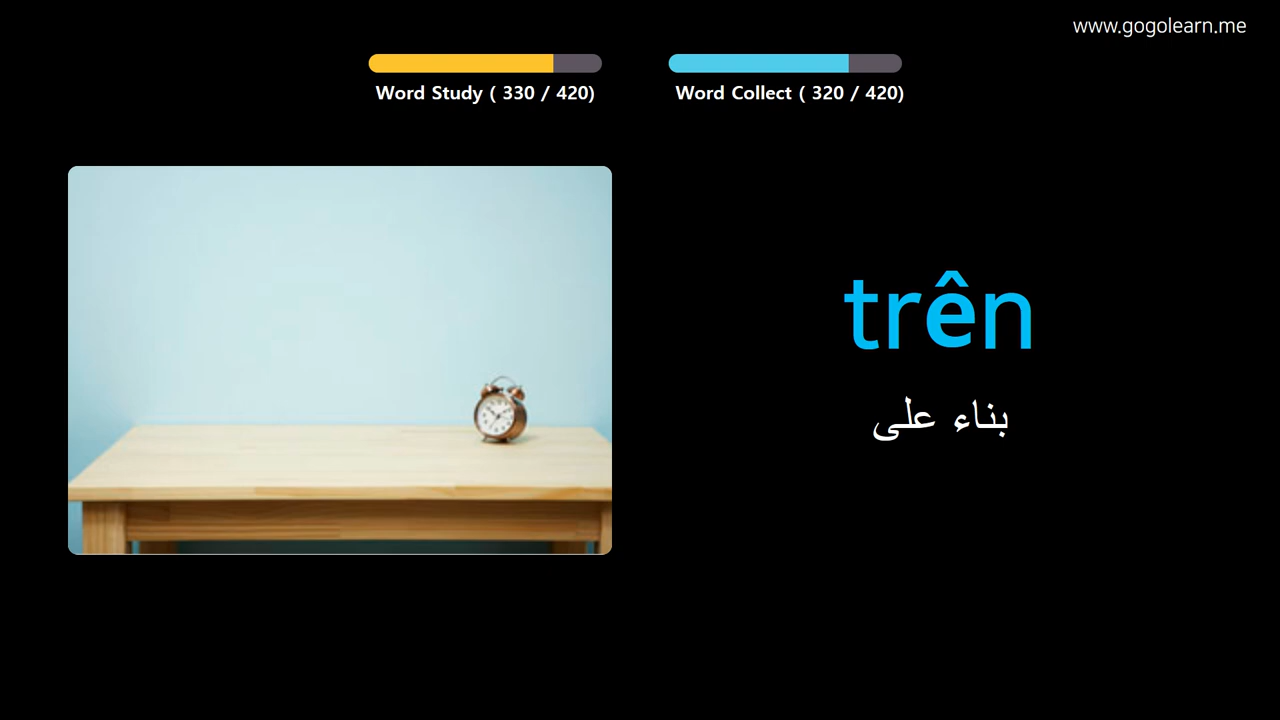 www.gogolearn.me
Word Study ( 330 / 420)
Word Collect ( 320 / 420)
trên
بناء على